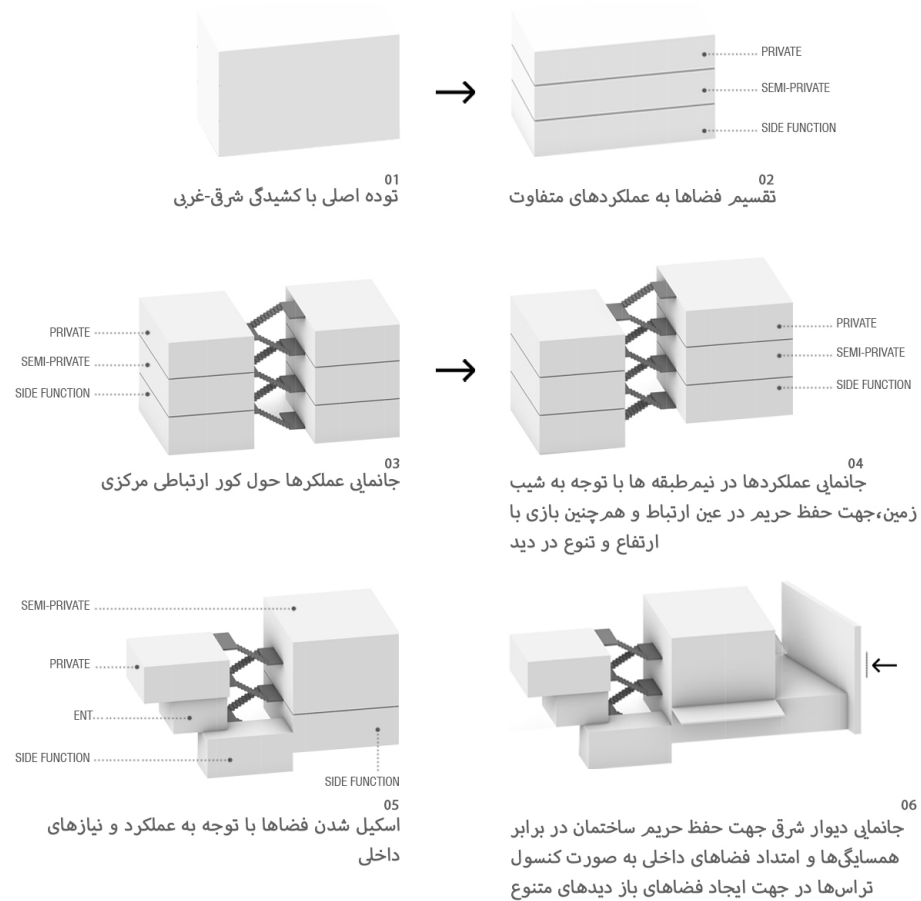 PRIVATE
SEMI-PRIVATE
SIDE FUNCTION
01
توده اصلی با کشیدگی شرقی-غربی
02
تقسیم فضاها به عملکردهای متفاوت
PRIVATE
SEMI-PRIVATE
SIDE FUNCTION
03
جانمایی عملکرها حول کور ارتباطی مرکزی
PRIVATE
SEMI-PRIVATE
SIDE FUNCTION
04
جانمایی عملکردها در نیم‌طبقه ها با توجه به شیب
زمین،جهت حفظ حریم در عین ارتباط و هم‌چنین بازی با
ارتفاع و تنوع در دید
SEMI-PRIVATE
PRIVATE
ENT
SIDE FUNCTION
SIDE FUNCTION
05
اسکیل شدن فضاها با توجه به عملکرد و نیازهای
داخلی
06
جانمایی دیوار شرقی جهت حفظ حریم ساختمان در برابر
همسایگی‌ها و امتداد فضاهای داخلی به صورت کنسول
تراس‌ها در جهت ایجاد فضاهای باز دیدهای متنوع